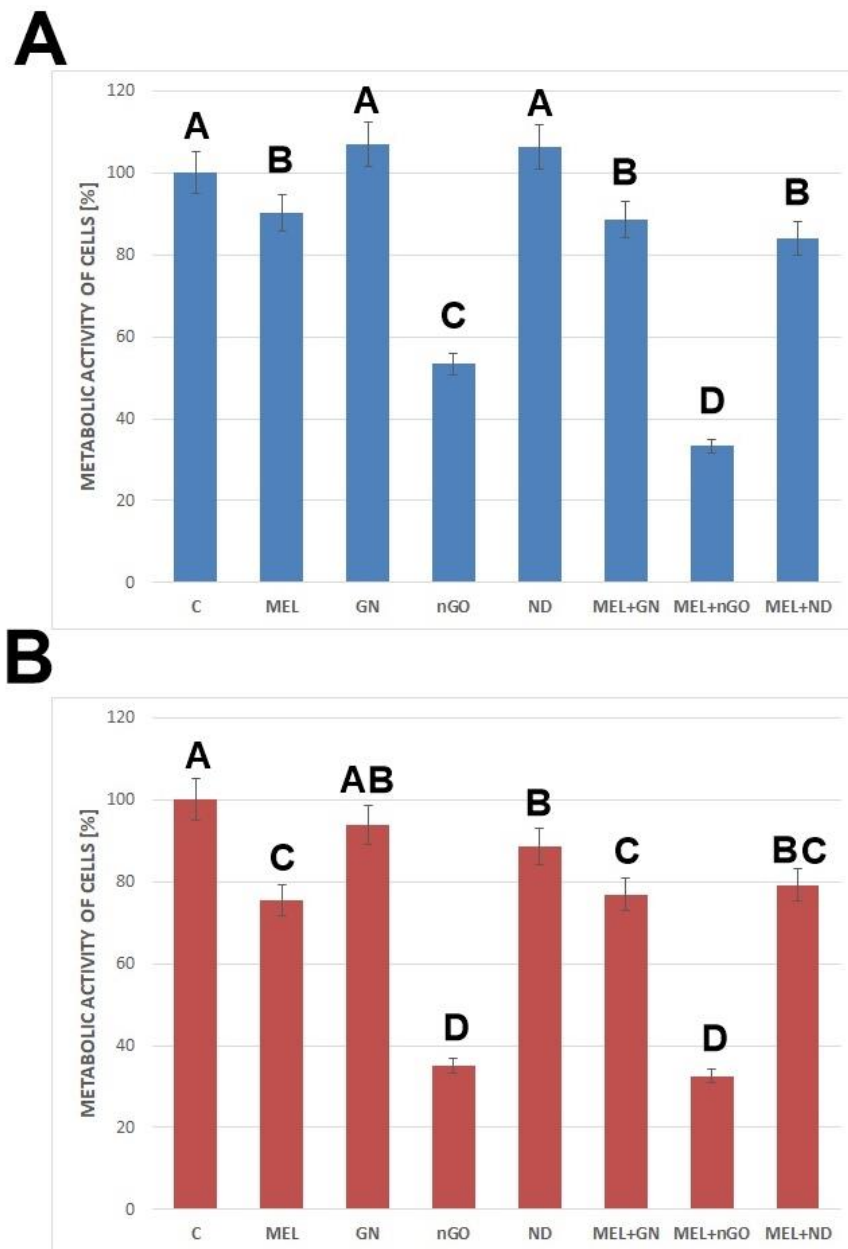 A
METABOLIC ACTIVITY OF CELLS [%]
120
100
80
60
40
20
0
A
B
A
C
A
B
D
B
C MEL GN nGO ND MEL+GN MEL+nGO MEL+ND
B
METABOLIC ACTIVITY OF CELLS [%]
120
100
80
60
40
20
0
A
C
AB
D
B
C
D
BC
C MEL GN nGO ND MEL+GN MEL+nGO MEL+ND